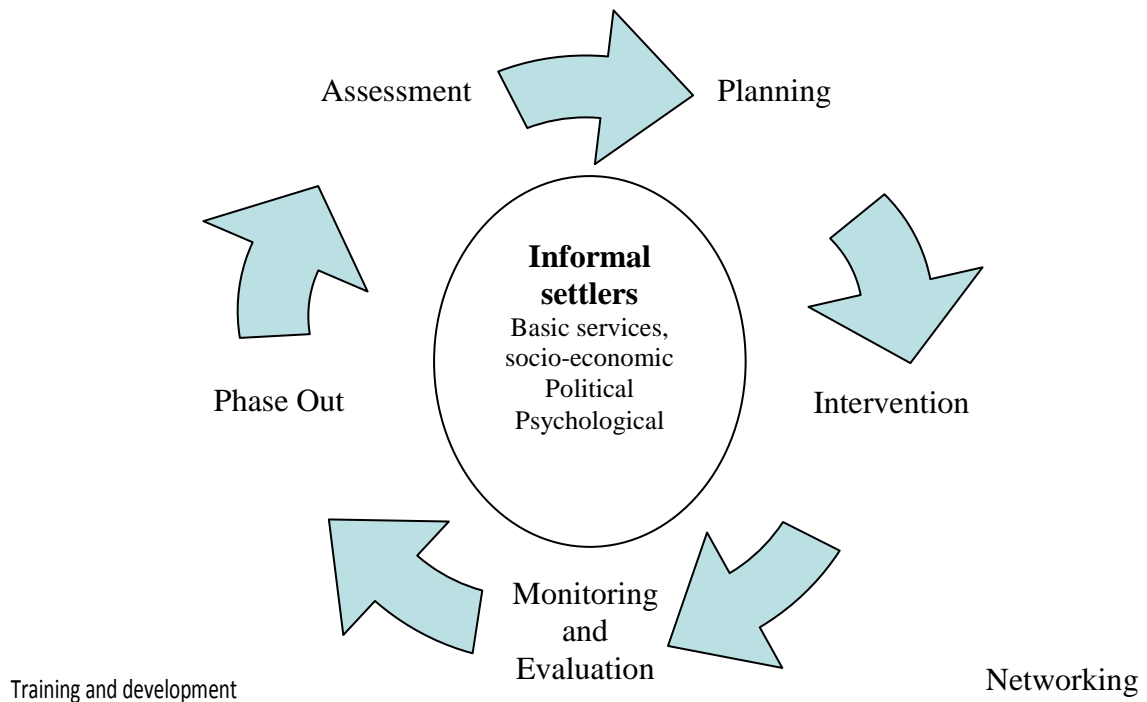 Assessment
Planning
Informal
settlers
Basic services,
socio-economic
Political
Psychological
Phase Out
Intervention
Monitoring
and
Evaluation
Training and development
Networking